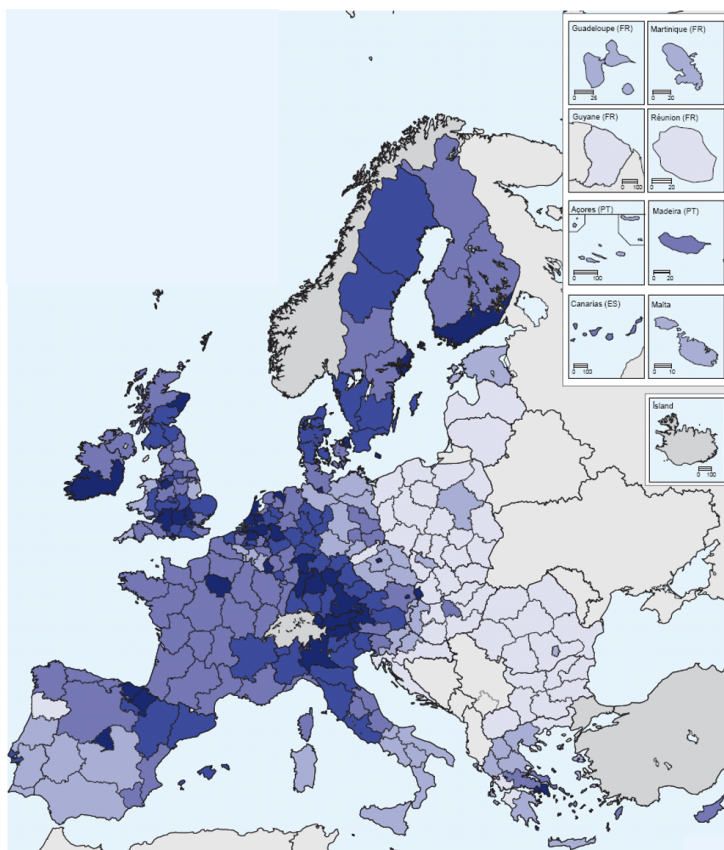 Guadeloupe (FR)
0 25
Martinique (FR)
0 20
Guyane (FR)
0 100
Réunion (FR)
0 20
Açores (PT)
0 100
Madeira (PT)
0 20
Canarias (ES)
0 100
Malta
0 10
Ísland
0 100